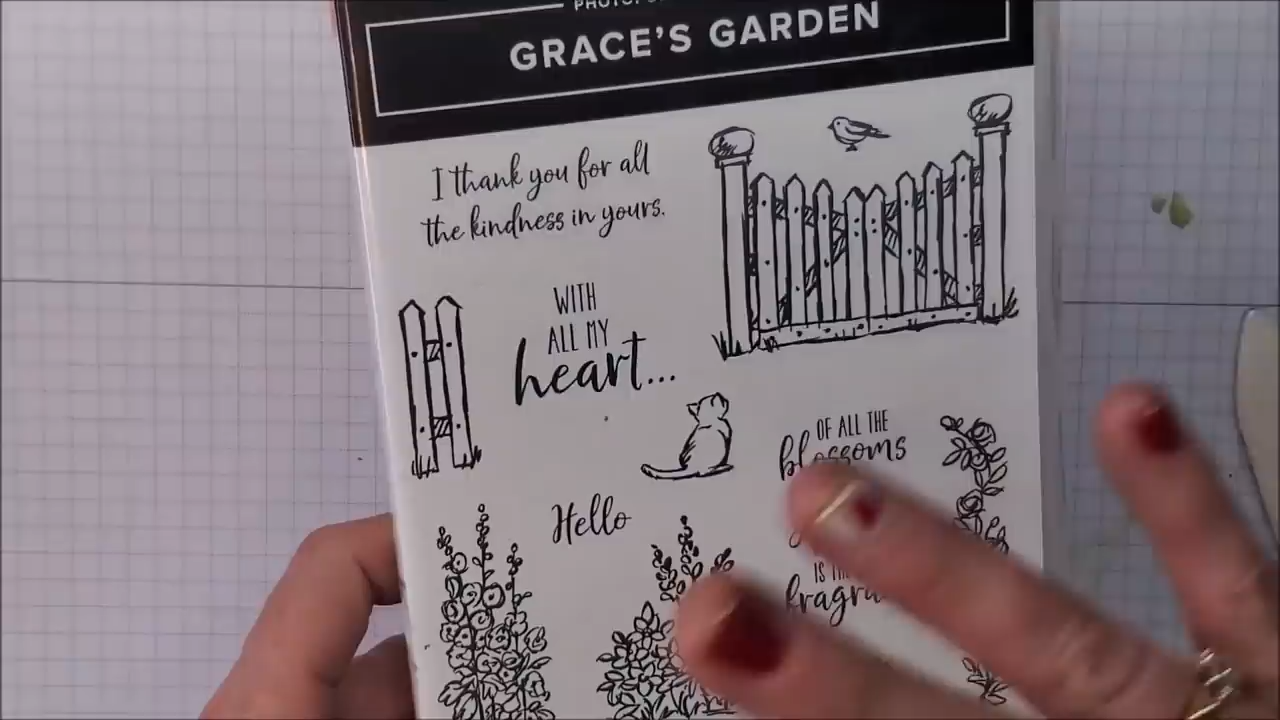 GRACE'S GARDEN
I thank you for all
the kindness in yours.
WITH
ALL MY
heart...
OF ALL THE
blossoms
Hello
IS